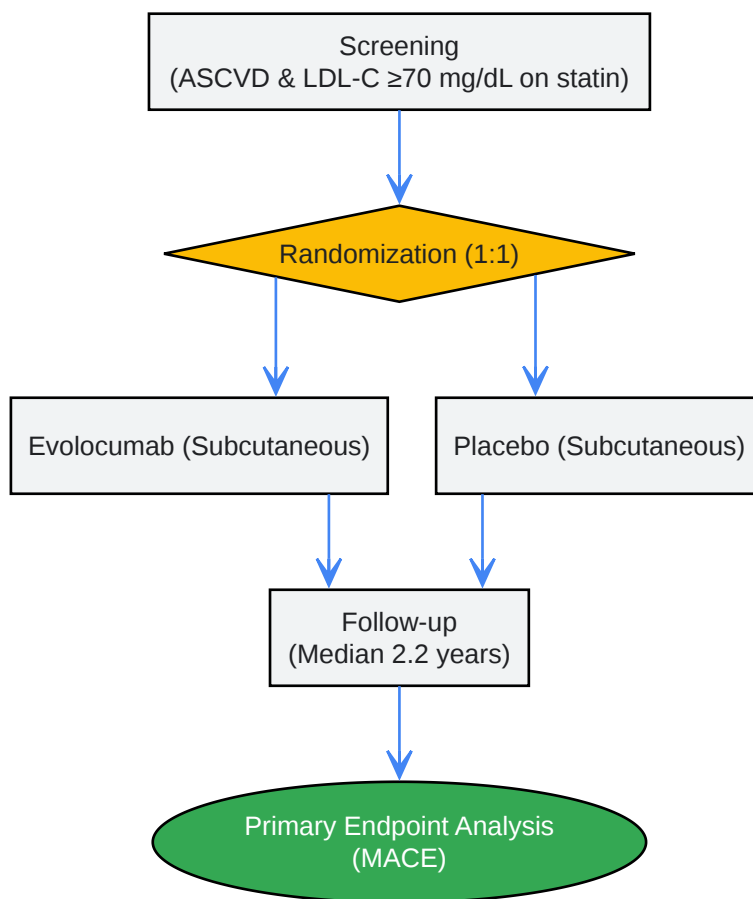 Screening
(ASCVD & LDL-C ≥70 mg/dL on statin)
Randomization (1:1)
Evolocumab (Subcutaneous)
Placebo (Subcutaneous)
Follow-up
(Median 2.2 years)
Primary Endpoint Analysis
(MACE)